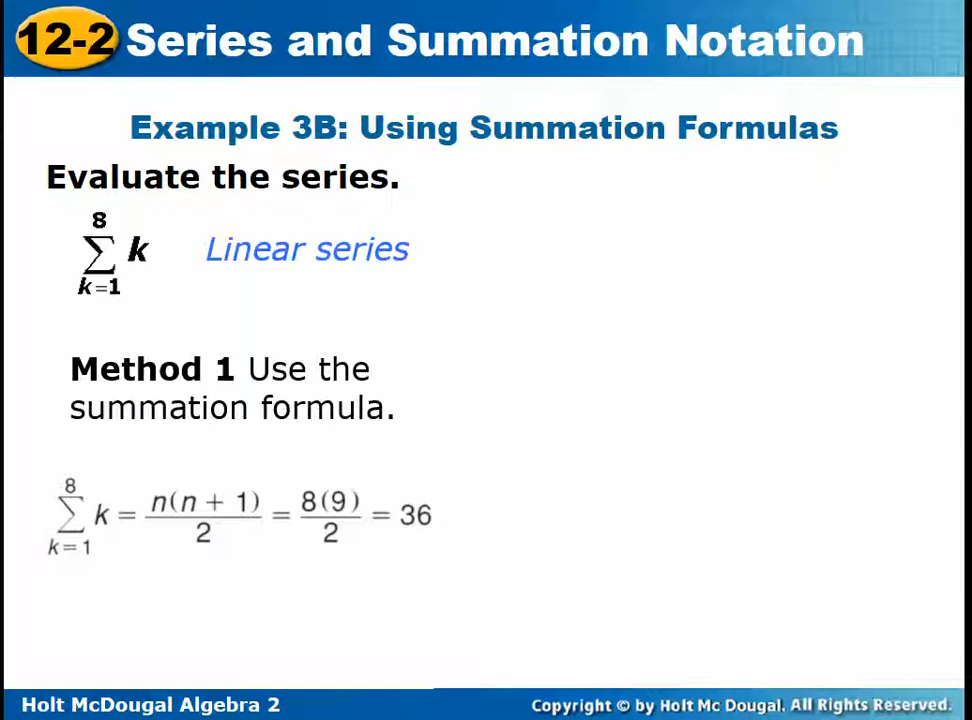 12-2 Series and Summation Notation
Example 3B: Using Summation Formulas
Evaluate the series.
8
∑ k Linear series
k=1
Method 1 Use the
summation formula.
8
∑ k = n(n + 1)/2 = 8(9)/2 = 36
k=1
Holt McDougal Algebra 2 Copyright © by Holt Mc Dougal. All Rights Reserved.